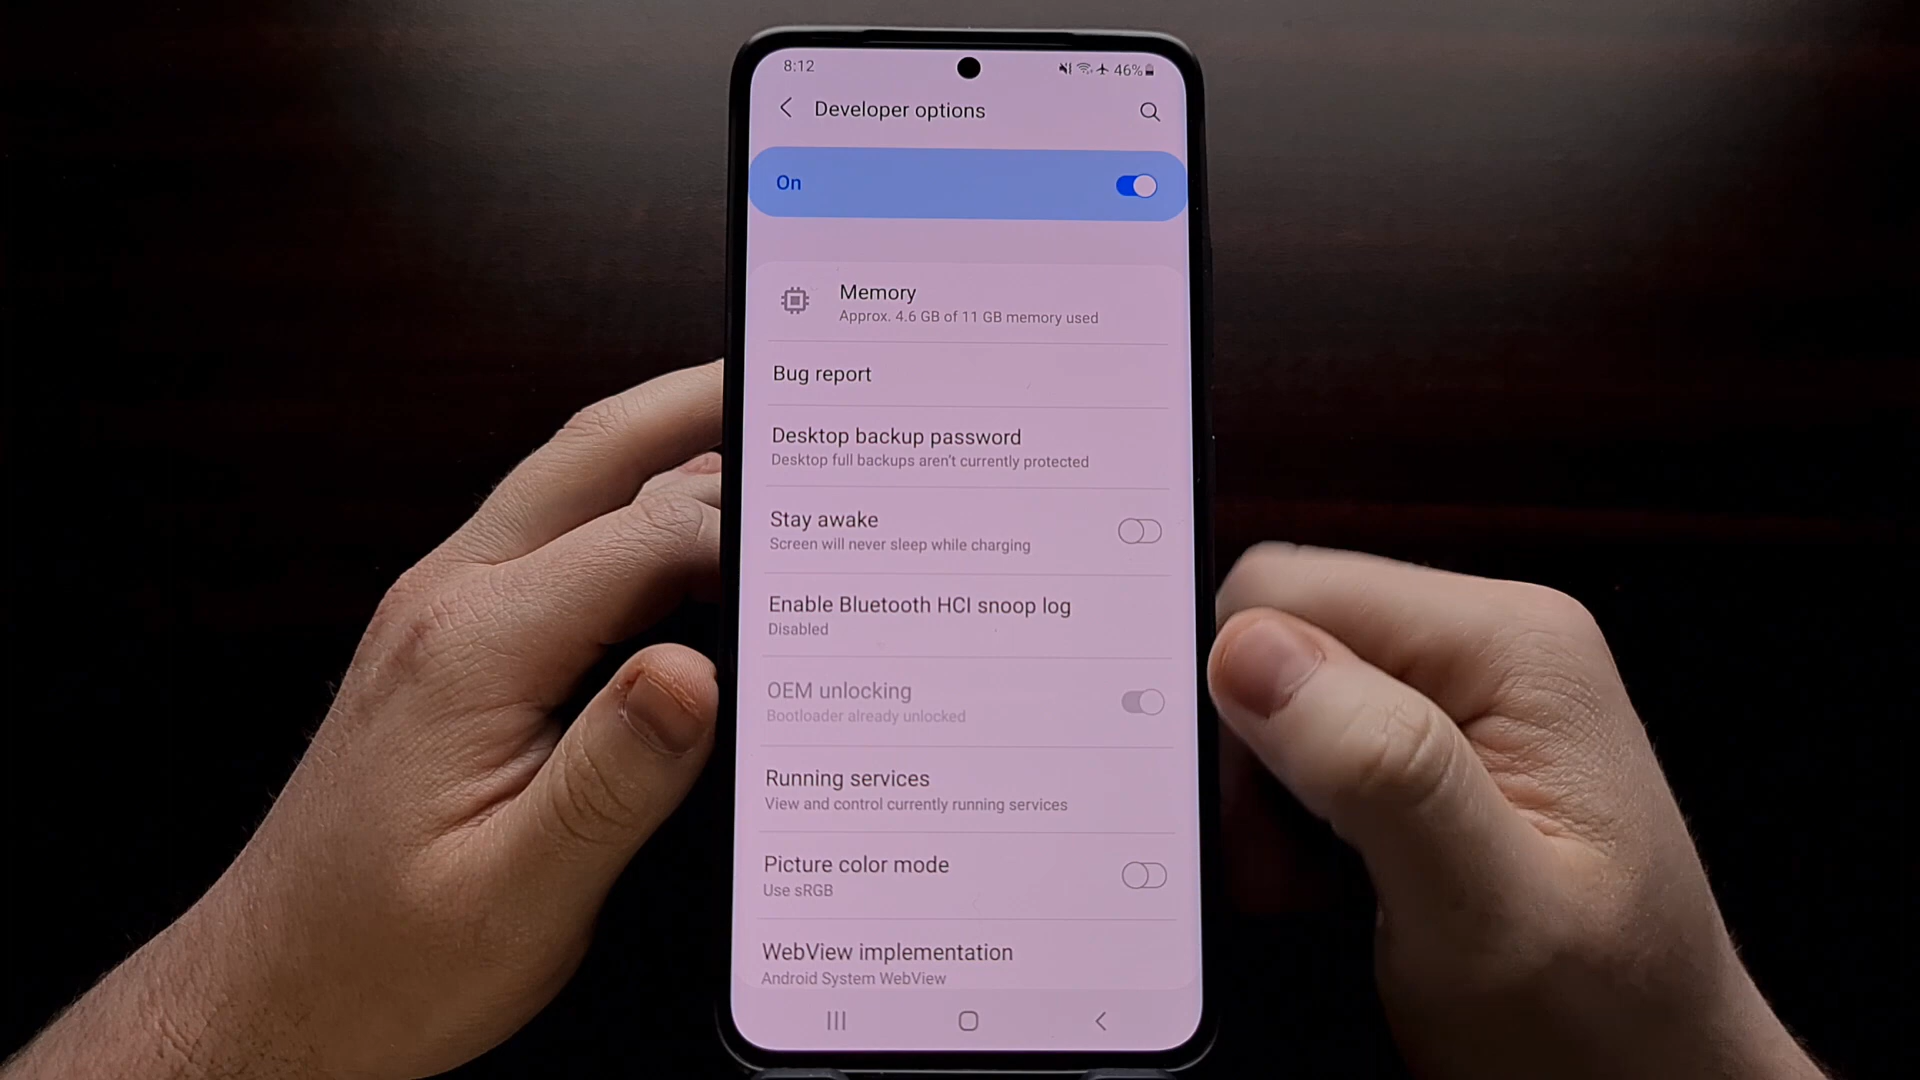 8:12
46%
Developer options
On
Memory
Approx. 4.6 GB of 11 GB memory used
Bug report
Desktop backup password
Desktop full backups aren't currently protected
Stay awake
Screen will never sleep while charging
Enable Bluetooth HCI snoop log
Disabled
OEM unlocking
Bootloader already unlocked
Running services
View and control currently running services
Picture color mode
Use sRGB
WebView implementation
Android System WebView